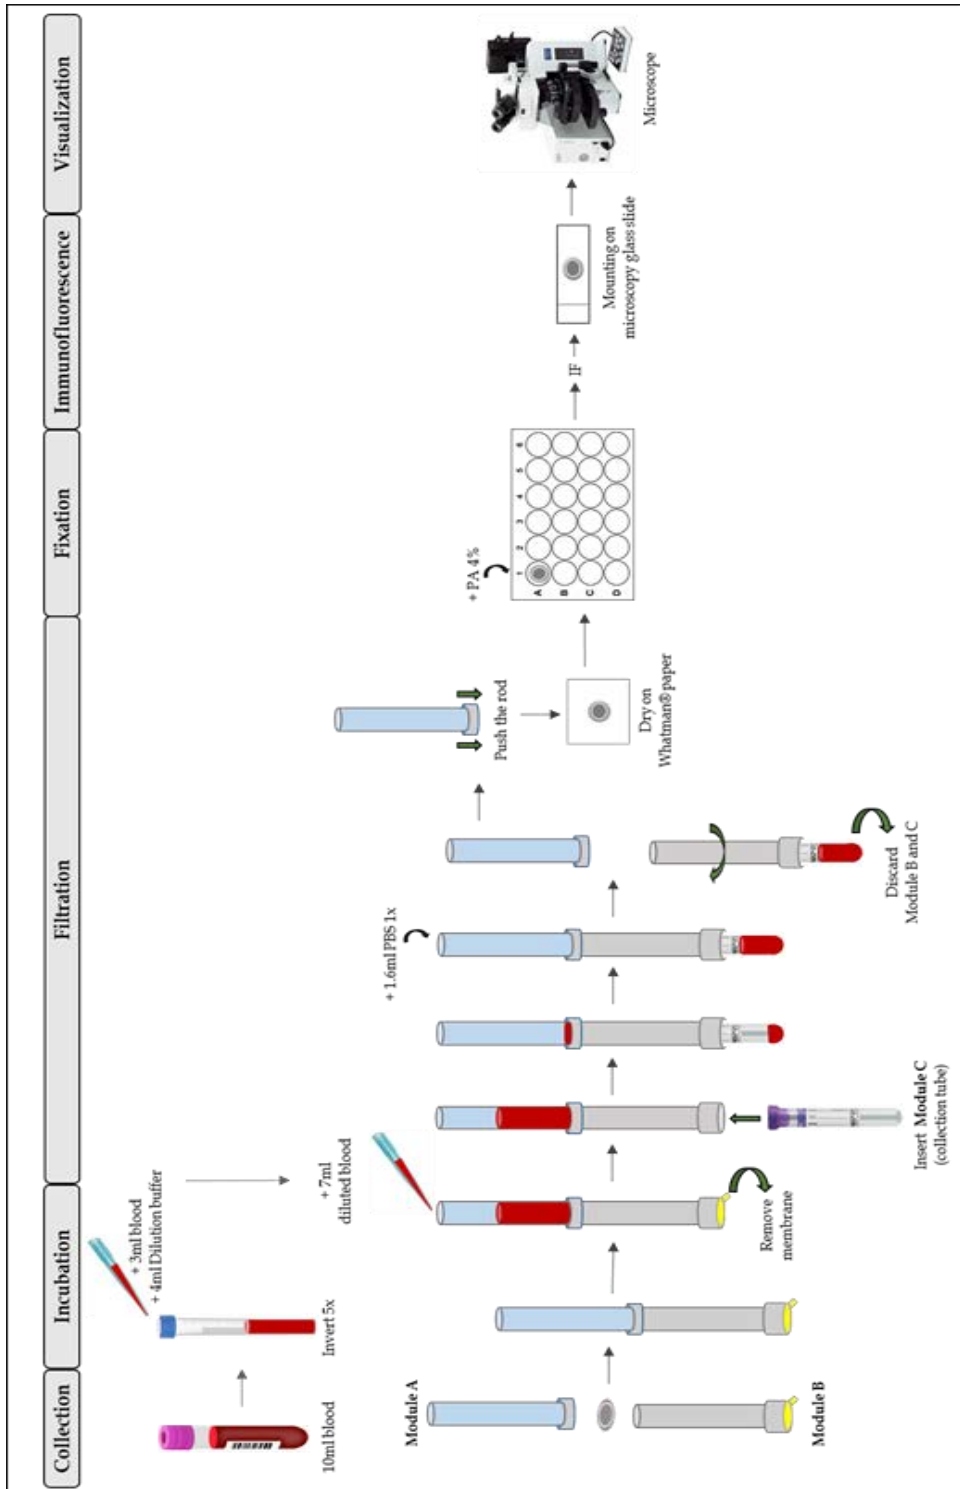 Collection
Incubation
Filtration
Fixation
Immunofluorescence
Visualization
10ml blood
+ 3ml blood
+ 4ml Dilution buffer
Invert 5x
+ 7ml
diluted blood
Module A
Module B
Remove
membrane
Insert Module C
(collection tube)
+ 1.6ml PBS 1x
Discard
Module B and C
Push the rod
Dry on
Whatman® paper
+ PA 4%
1 2 3 4 5 6
A
B
C
D
IF
Mounting on
microscopy glass slide
Microscope